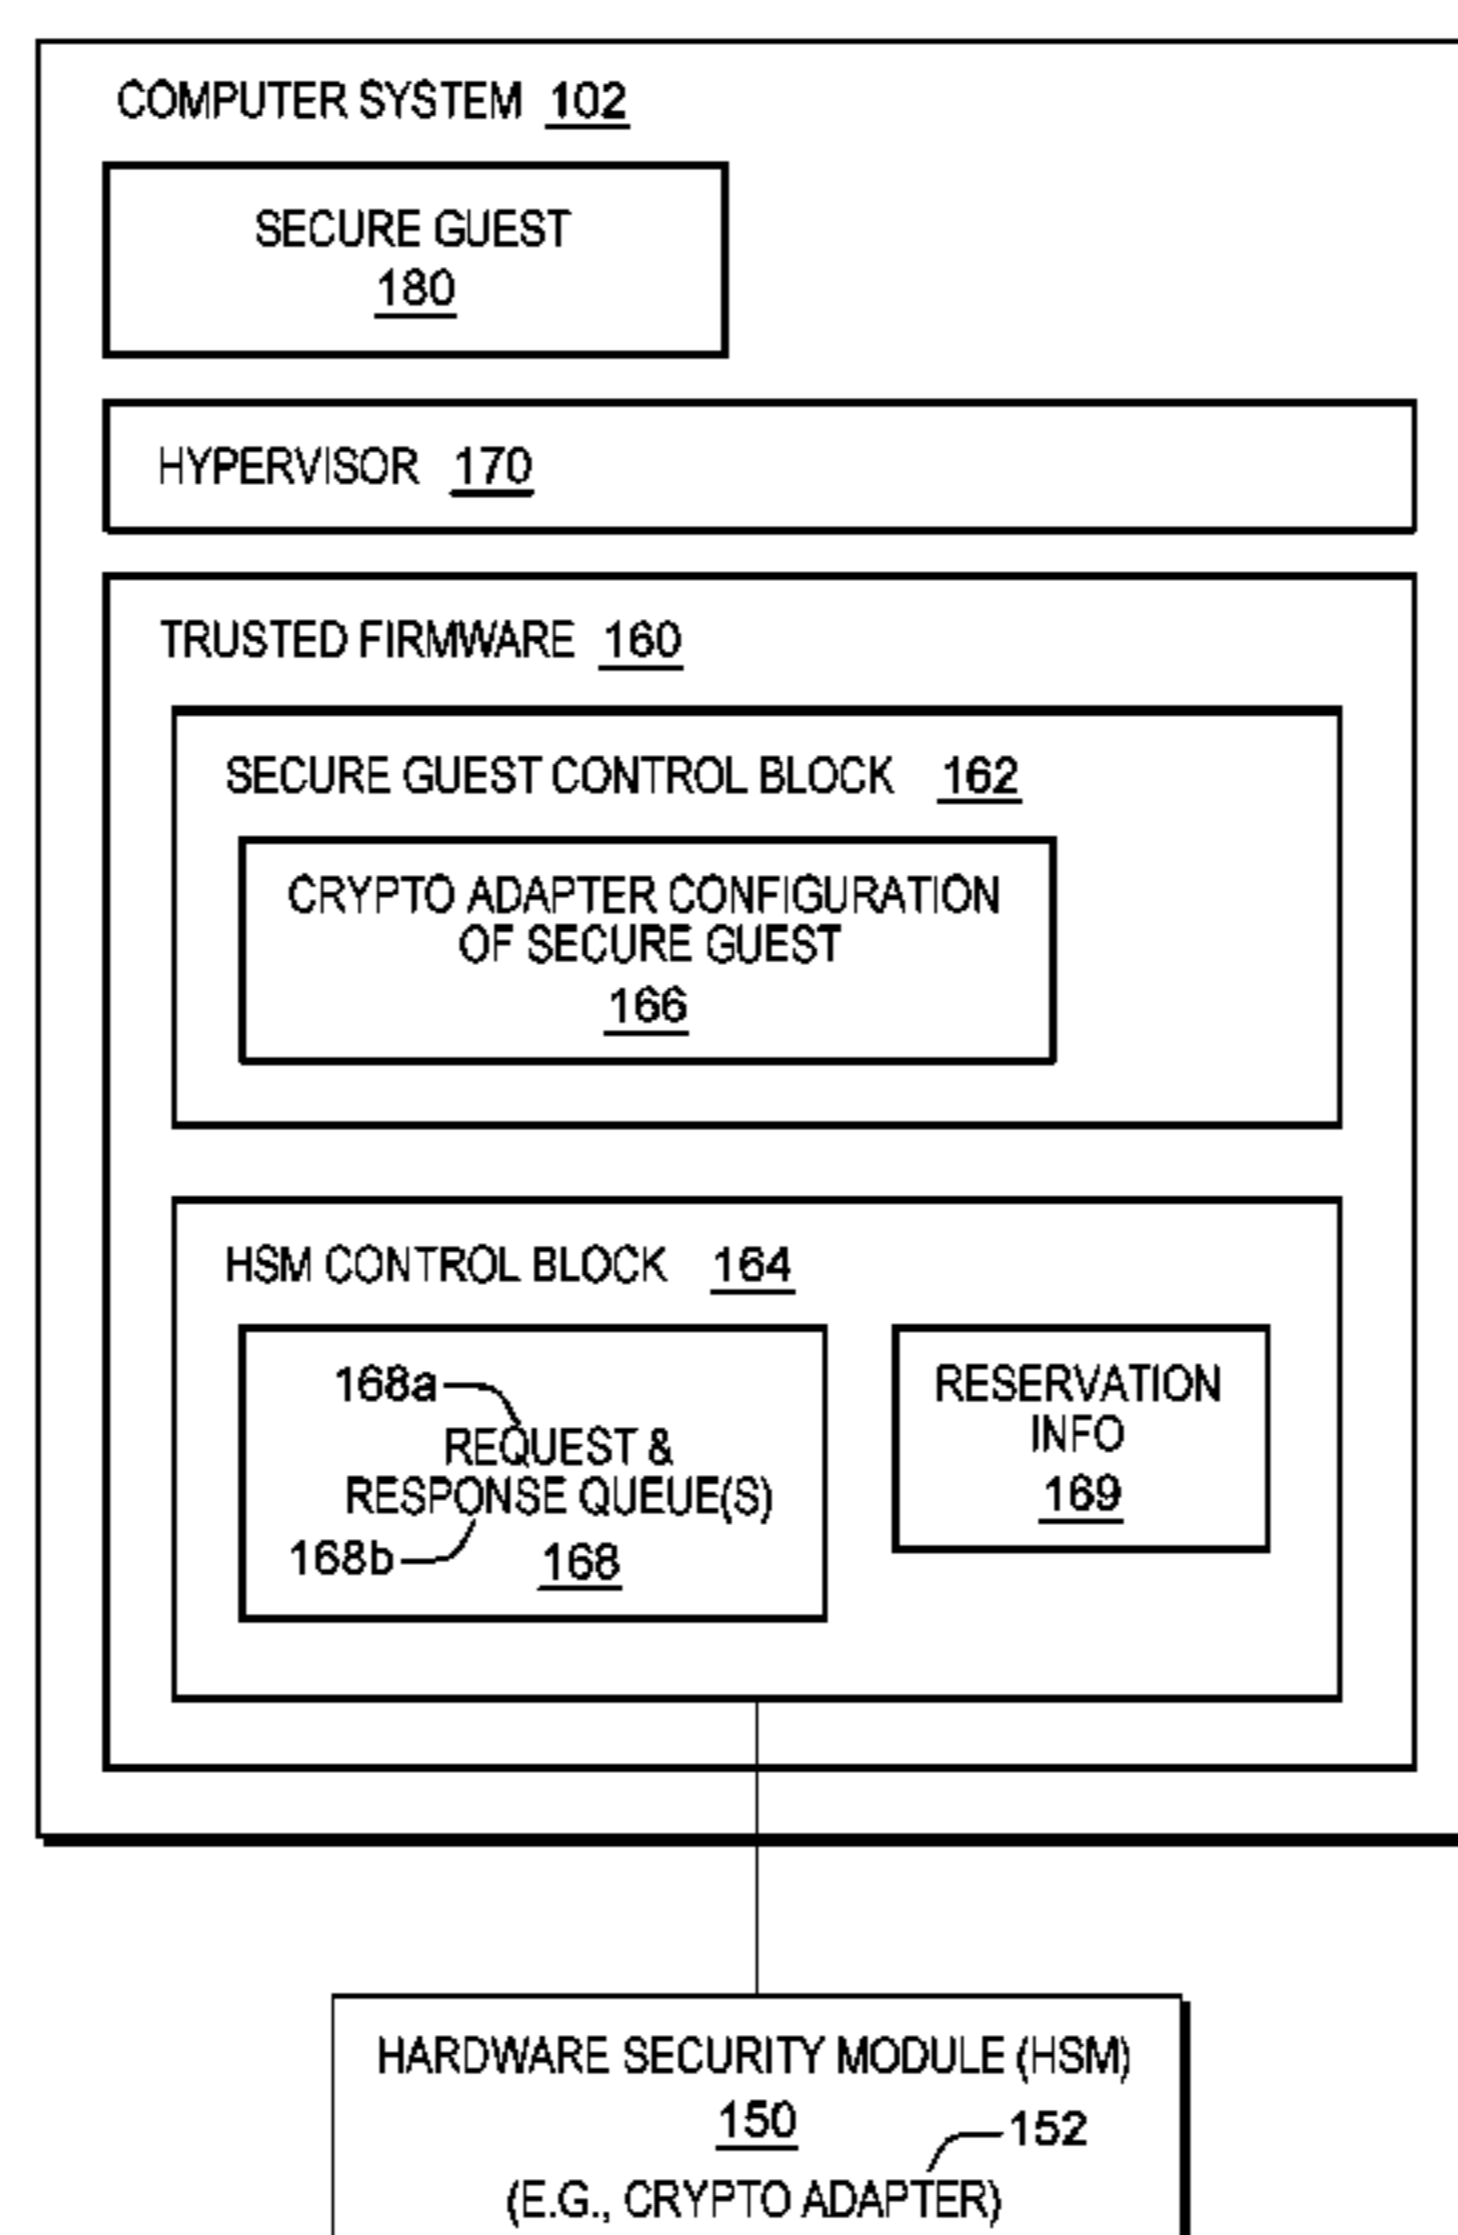 COMPUTER SYSTEM 102
SECURE GUEST
180
HYPERVISOR 170
TRUSTED FIRMWARE 160
SECURE GUEST CONTROL BLOCK 162
CRYPTO ADAPTER CONFIGURATION
OF SECURE GUEST
166
HSM CONTROL BLOCK 164
168a
REQUEST &
RESPONSE QUEUE(S)
168b 168
RESERVATION
INFO
169
HARDWARE SECURITY MODULE (HSM)
150 152
(E.G., CRYPTO ADAPTER)